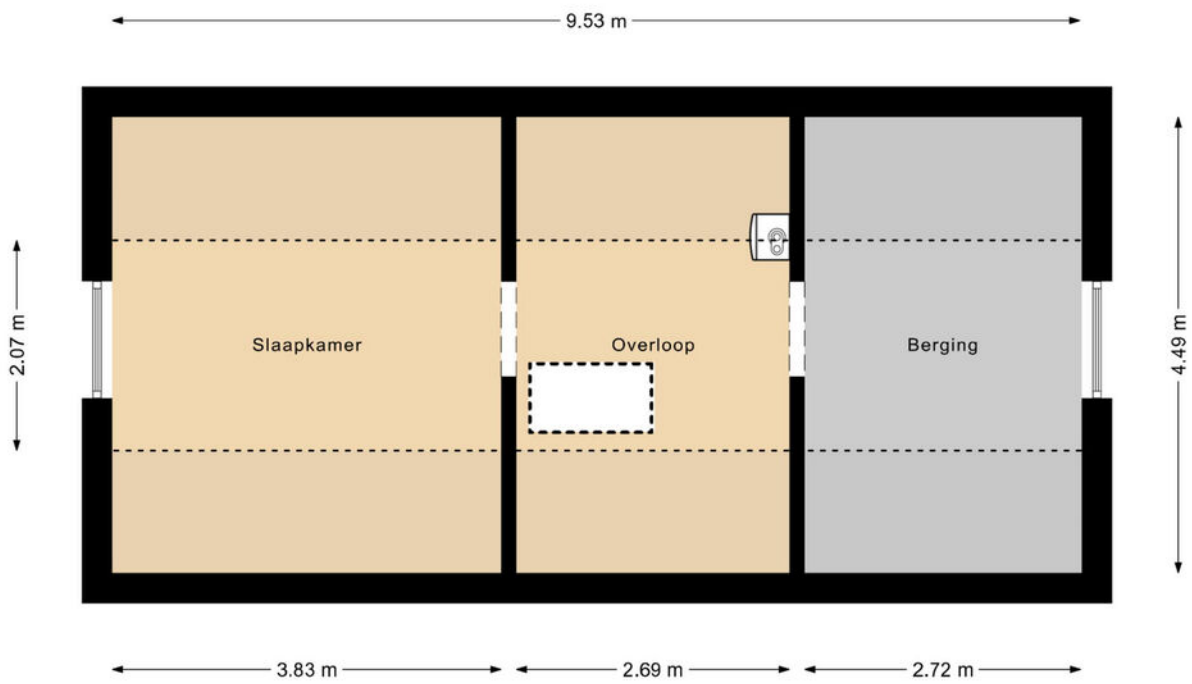 9.53 m
2.07 m
Slaapkamer
Overloop
Berging
4.49 m
3.83 m
2.69 m
2.72 m